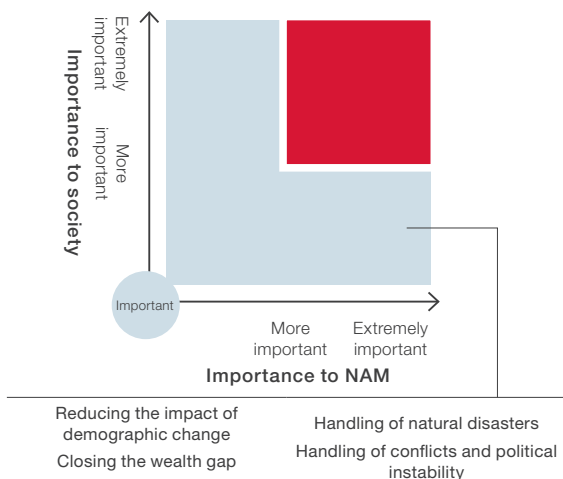 Extremely
important
More
important
Importance to society
Important
More
important
Extremely
important
Importance to NAM
Reducing the impact of
demographic change
Closing the wealth gap
Handling of natural disasters
Handling of conflicts and political
instability